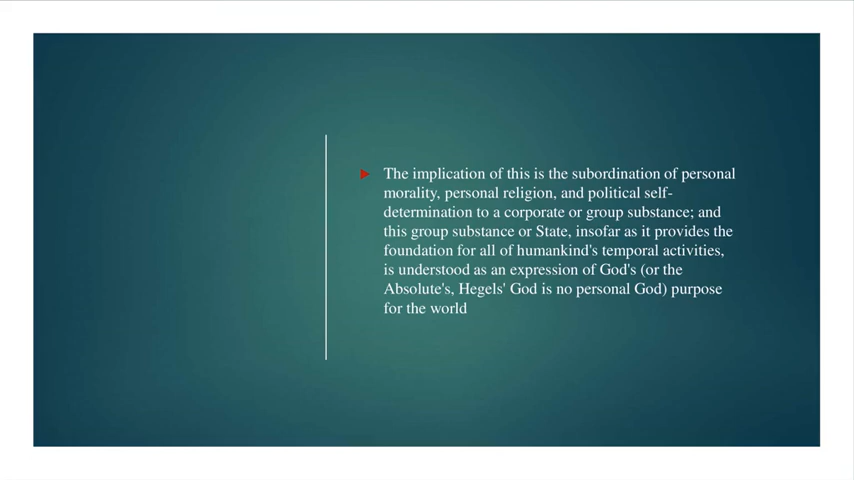 The implication of this is the subordination of personal
morality, personal religion, and political self-
determination to a corporate or group substance; and
this group substance or State, insofar as it provides the
foundation for all of humankind's temporal activities,
is understood as an expression of God's (or the
Absolute's, Hegels' God is no personal God) purpose
for the world